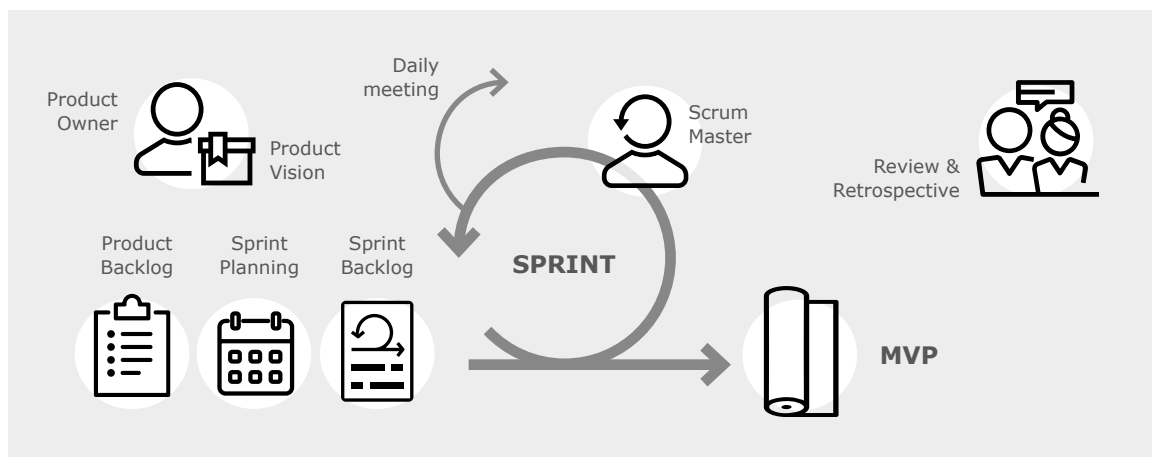 Product
Owner
Product
Vision
Daily
meeting
Scrum
Master
Review &
Retrospective
Product
Backlog
Sprint
Planning
Sprint
Backlog
SPRINT
MVP